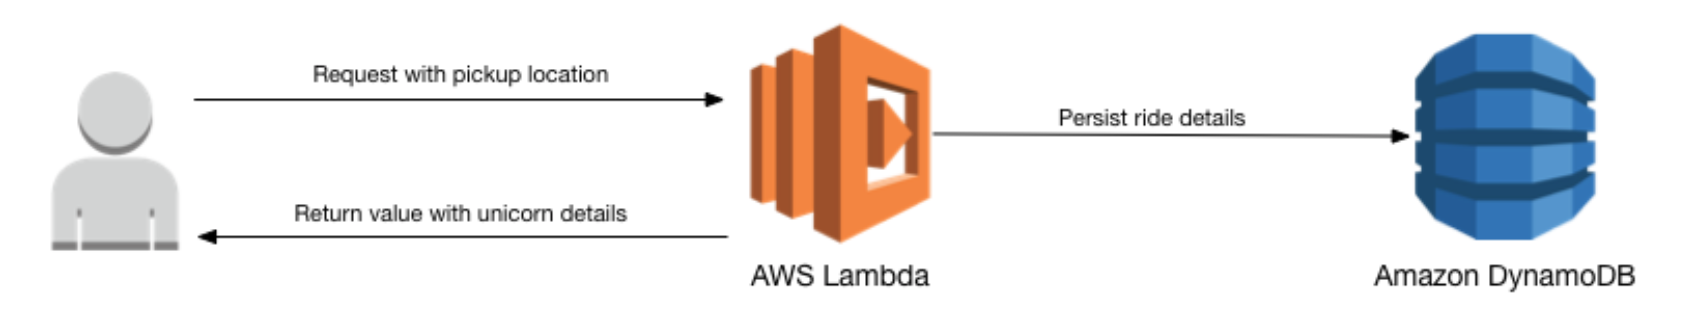 Request with pickup location
Persist ride details
Return value with unicorn details
AWS Lambda
Amazon DynamoDB